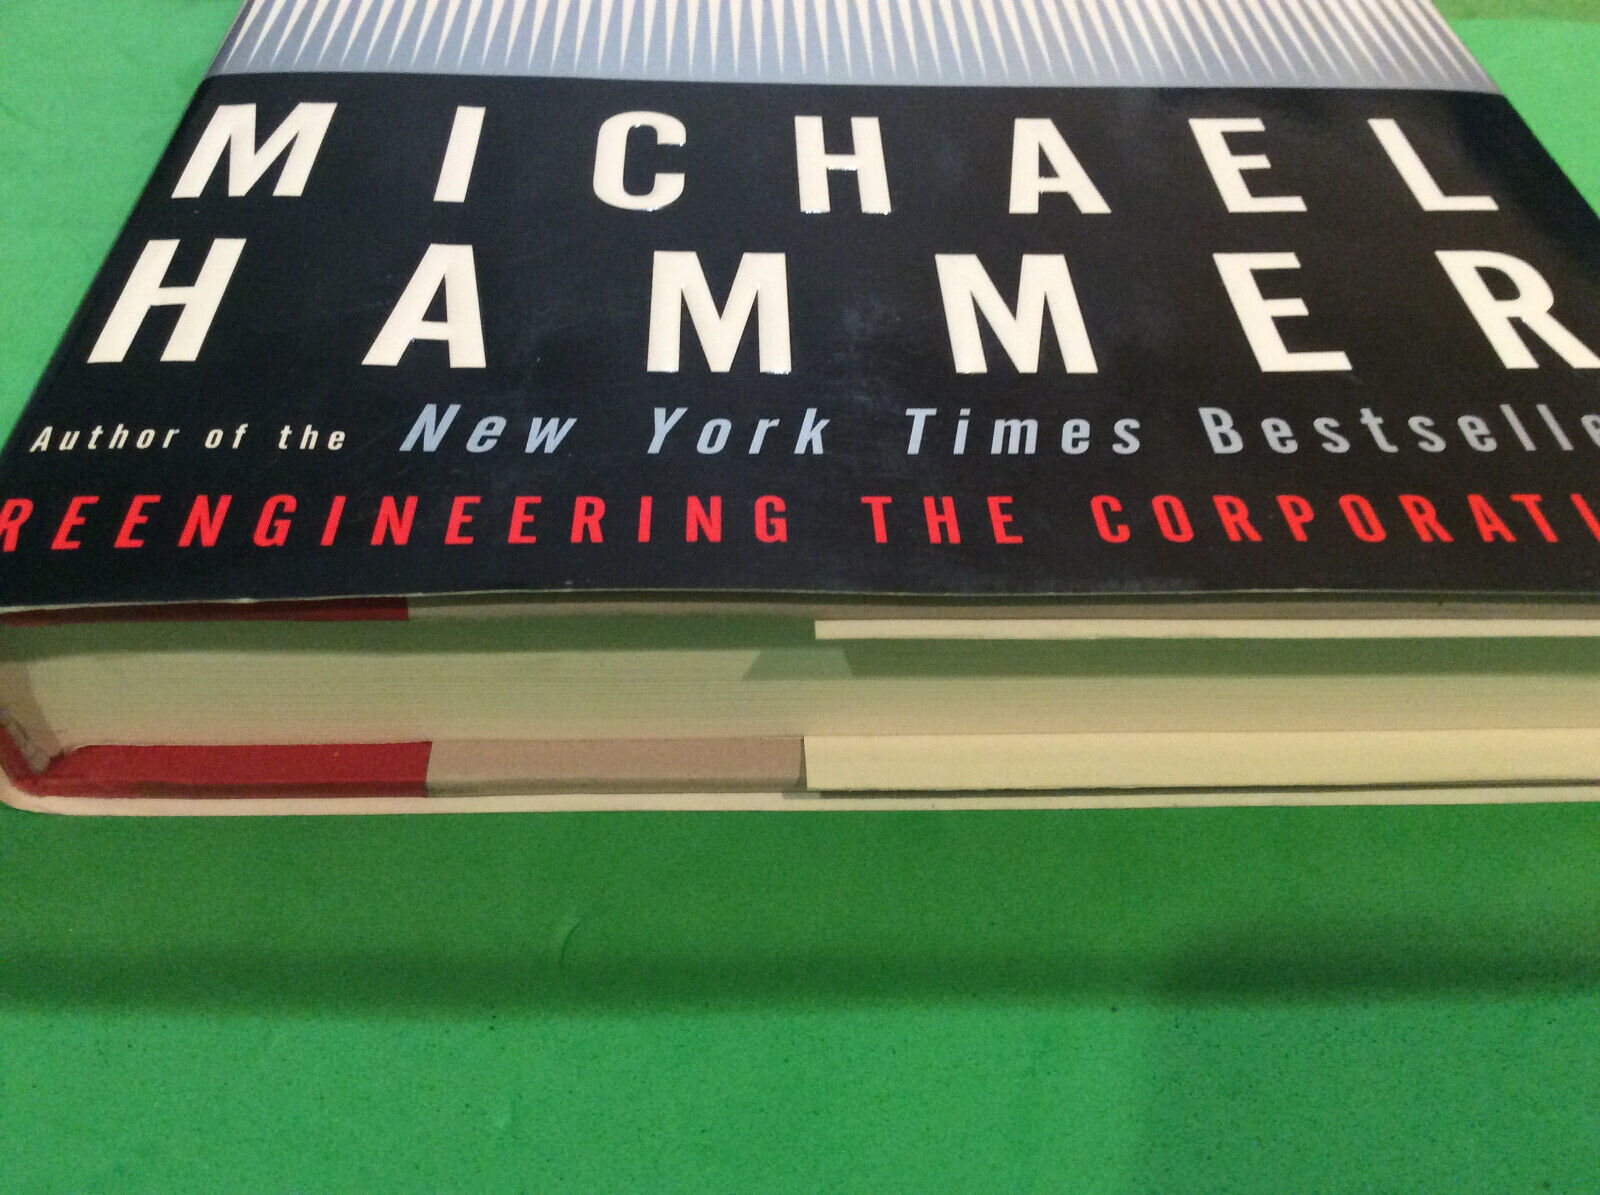 MICHAEL
HAMMER
Author of the New York Times Bestselle
REENGINEERING THE CORPORATI